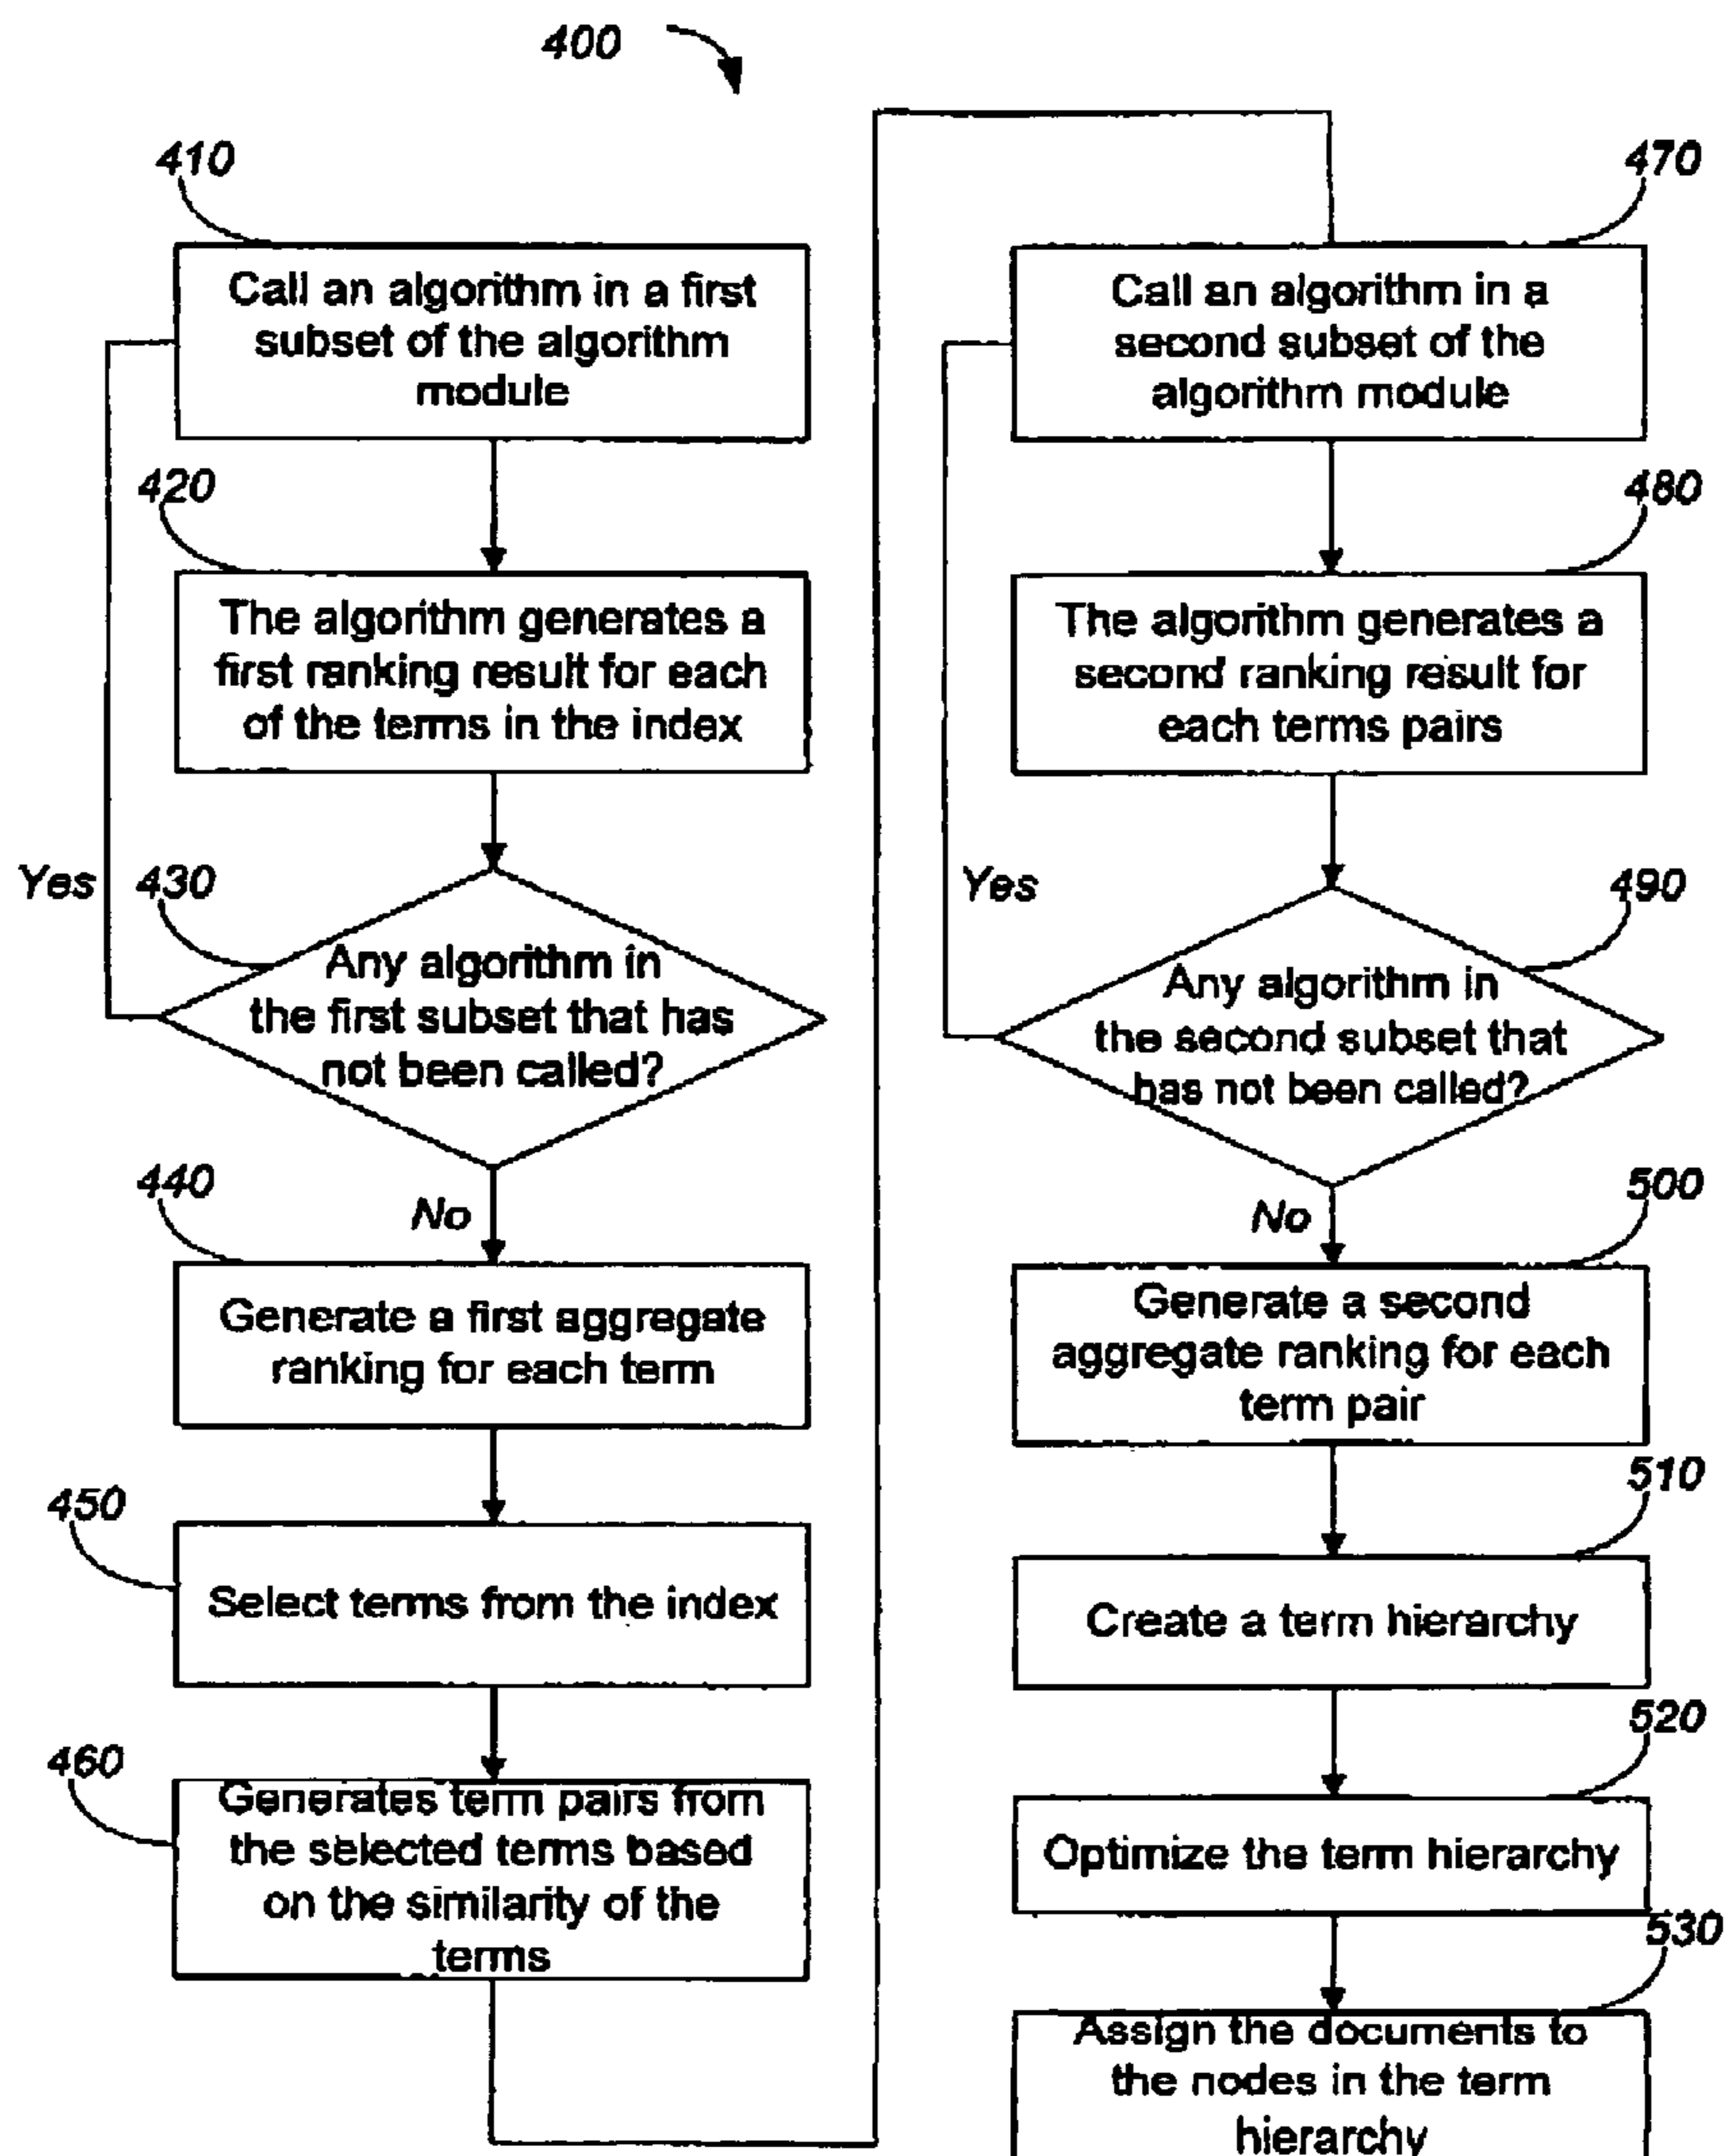 400
410
Call an algorithm in a first
subset of the algorithm
module
420
The algorithm generates a
first ranking result for each
of the terms in the index
Yes
430
Any algorithm in
the first subset that has
not been called?
No
440
Generate a first aggregate
ranking for each term
450
Select terms from the index
460
Generates term pairs from
the selected terms based
on the similarity of the
terms
470
Call an algorithm in a
second subset of the
algorithm module
480
The algorithm generates a
second ranking result for
each terms pairs
Yes
490
Any algorithm in
the second subset that
has not been called?
No
500
Generate a second
aggregate ranking for each
term pair
510
Create a term hierarchy
520
Optimize the term hierarchy
530
Assign the documents to
the nodes in the term
hierarchy